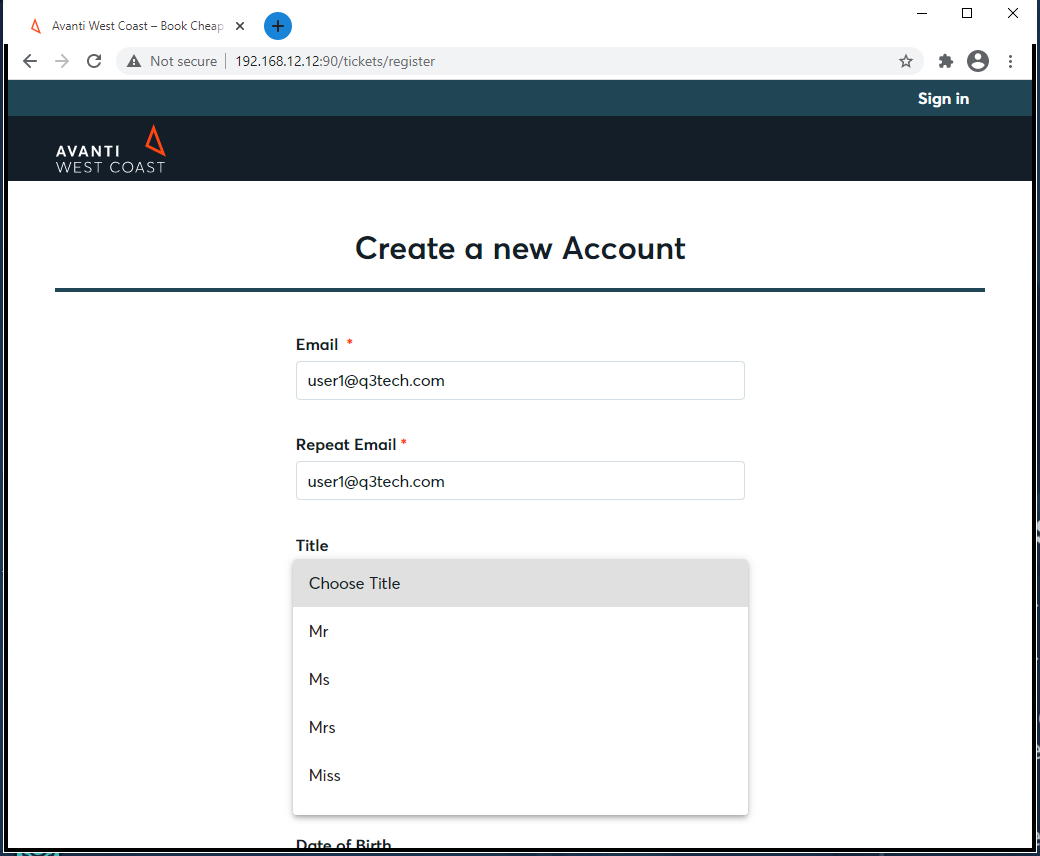 Avanti West Coast – Book Cheap
Not secure
192.168.12.12:90/tickets/register
Sign in
AVANTI
WEST COAST
Create a new Account
Email *
user1@q3tech.com
Repeat Email *
user1@q3tech.com
Title
Choose Title
Mr
Ms
Mrs
Miss
Date of Birth